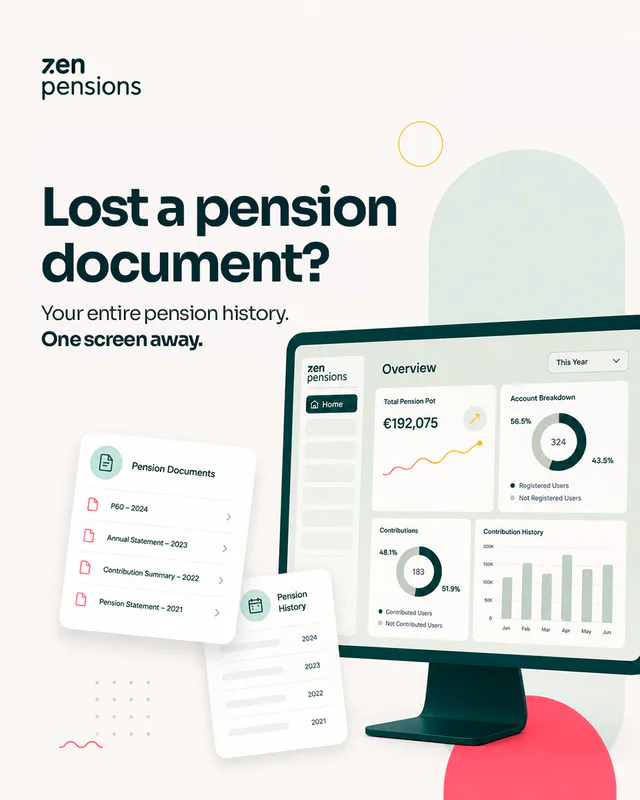 zen
pensions
Lost a pension
document?
Your entire pension history.
One screen away.
zen
pensions
Home
Overview
This Year
Total Pension Pot
€192,075
Account Breakdown
56.5%
324
43.5%
Registered Users
Not Registered Users
Contributions
48.1%
183
51.9%
Contributed Users
Not Contributed Users
Contribution History
200K
150K
100K
50K
0
Jan Feb Mar Apr May Jun
Pension Documents
P60 – 2024
Annual Statement – 2023
Contribution Summary – 2022
Pension Statement – 2021
Pension
History
2024
2023
2022
2021